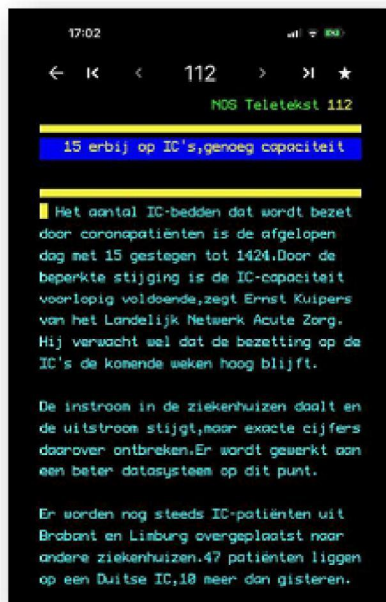 17:02
112
NOS Teletekst 112
15 erbij op IC's,genoeg capaciteit
Het aantal IC-bedden dat wordt bezet
door coronapatiënten is de afgelopen
dag met 15 gestegen tot 1424.Door de
beperkte stijging is de IC-capaciteit
voorlopig voldoende,zegt Ernst Kuipers
van het Landelijk Netwerk Acute Zorg.
Hij verwacht wel dat de bezetting op de
IC's de komende weken hoog blijft.
De instroom in de ziekenhuizen daalt en
de uitstroom stijgt,maar exacte cijfers
daarover ontbreken.Er wordt gewerkt aan
een beter datasysteem op dit punt.
Er worden nog steeds IC-patiënten uit
Brabant en Limburg overgeplaatst naar
andere ziekenhuizen.47 patiënten liggen
op een Duitse IC,10 meer dan gisteren.